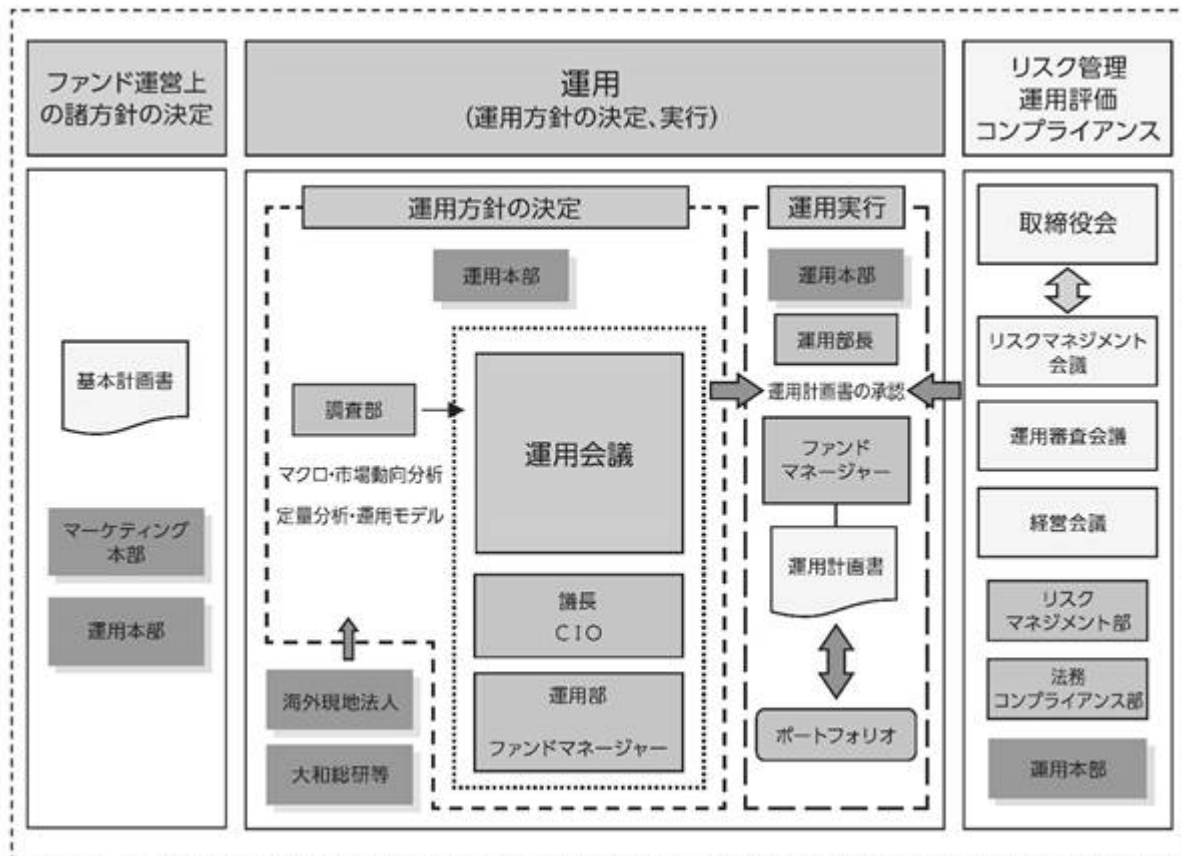 ファンド運営上
の諸方針の決定
運用
(運用方針の決定、実行)
リスク管理
運用評価
コンプライアンス
基本計画書
マーケティング
本部
運用本部
運用方針の決定
運用本部
調査部
マクロ・市場動向分析
定量分析・運用モデル
海外現地法人
大和総研等
運用会議
議長
CIO
運用部
ファンドマネージャー
運用実行
運用本部
運用部長
運用計画書の承認
ファンド
マネージャー
運用計画書
ポートフォリオ
取締役会
リスクマネジメント
会議
運用審査会議
経営会議
リスク
マネジメント部
法務
コンプライアンス部
運用本部